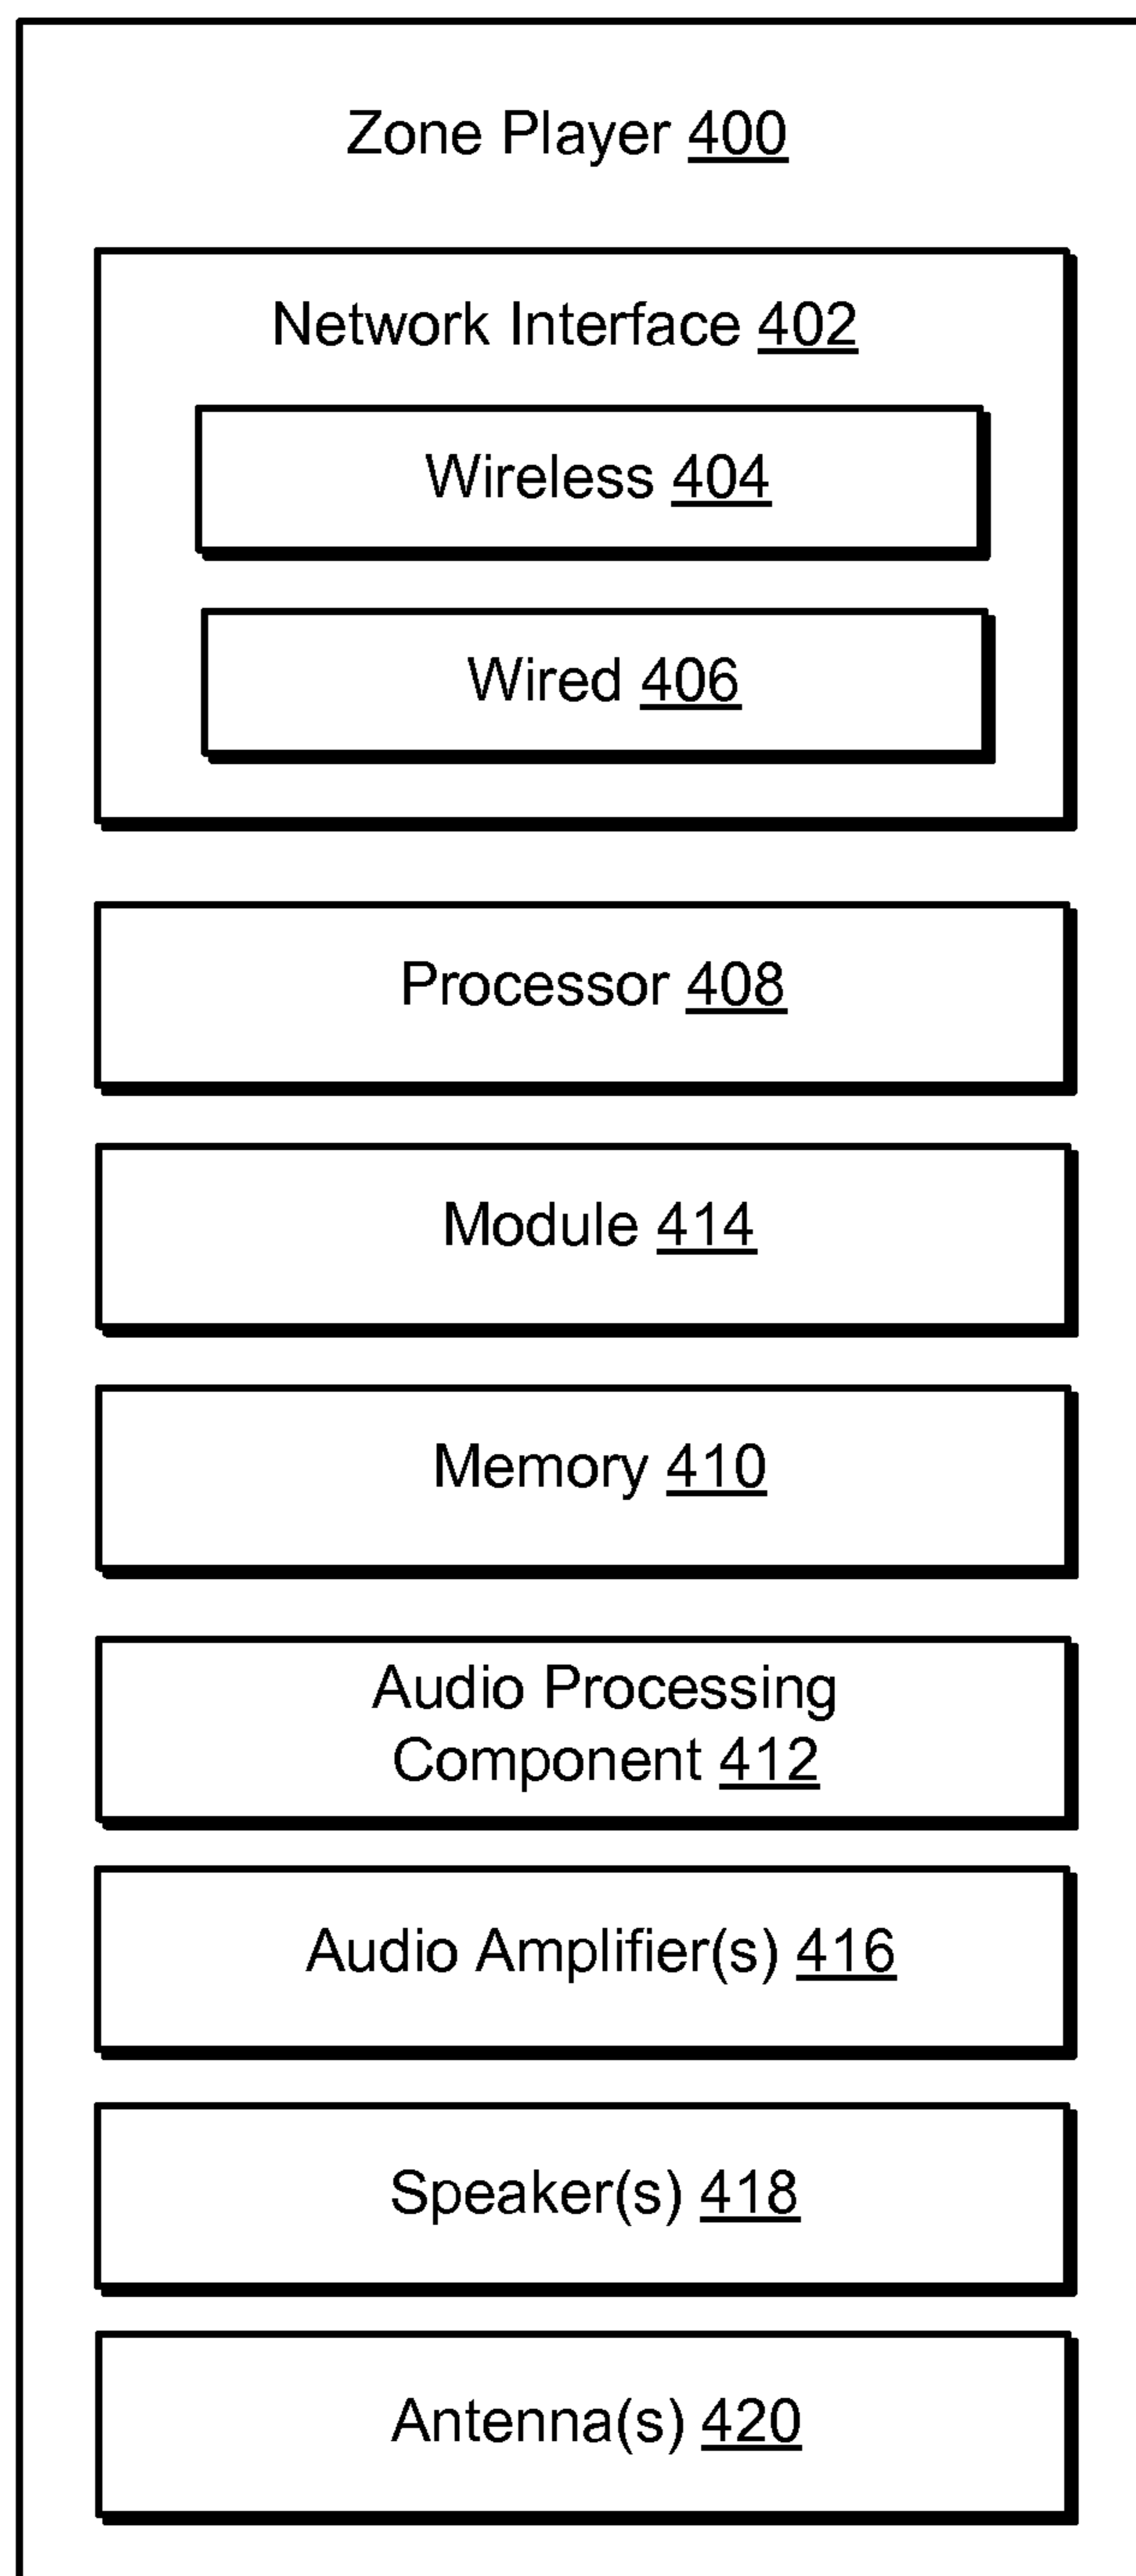 Zone Player 400
Network Interface 402
Wireless 404
Wired 406
Processor 408
Module 414
Memory 410
Audio Processing
Component 412
Audio Amplifier(s) 416
Speaker(s) 418
Antenna(s) 420